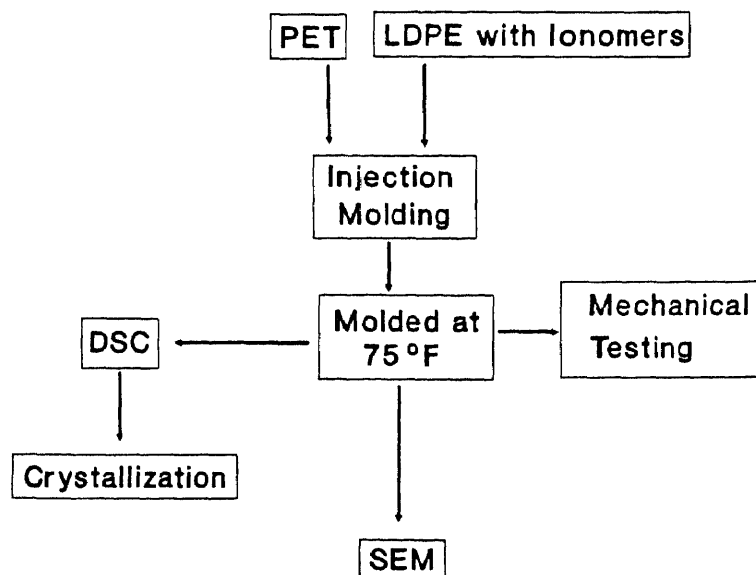 PET
LDPE with Ionomers
Injection
Molding
Molded at
75 °F
Mechanical
Testing
DSC
Crystallization
SEM